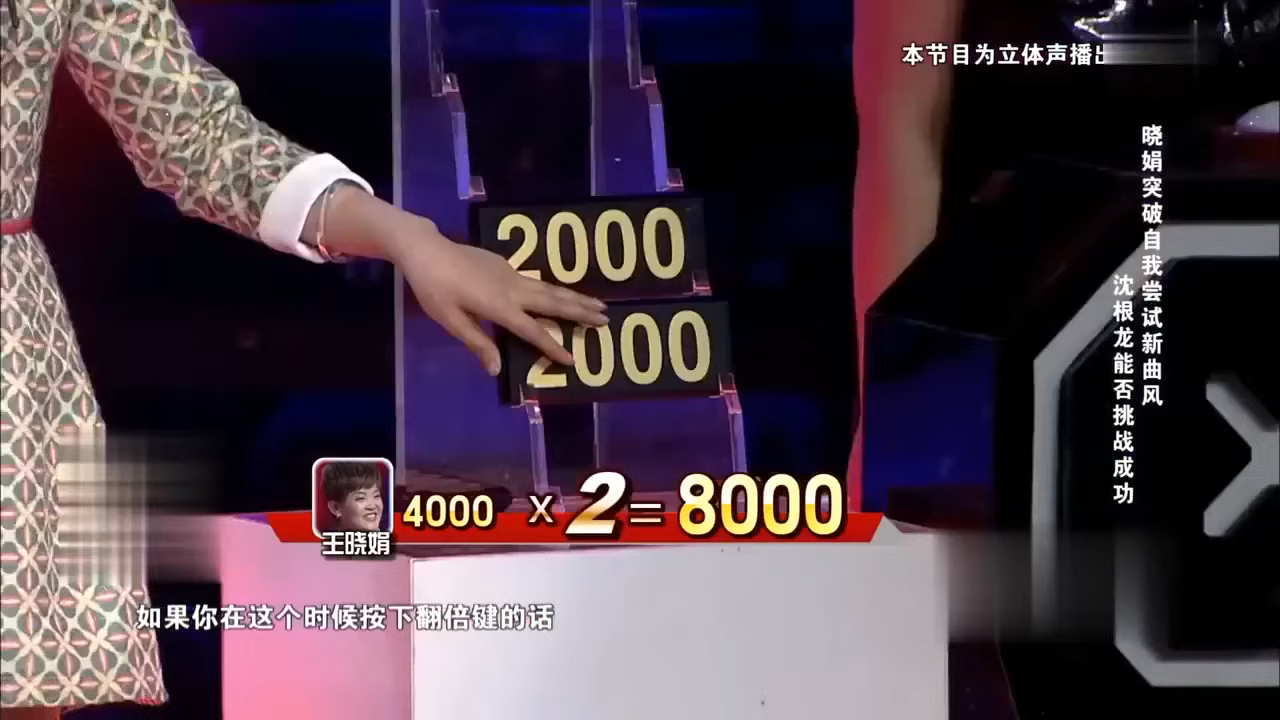 本节目为立体声播出
晓娟突破自我尝试新曲风
沈根龙能否挑战成功
2000
2000
4000 x 2 = 8000
王晓娟
如果你在这个时候按下翻倍键的话